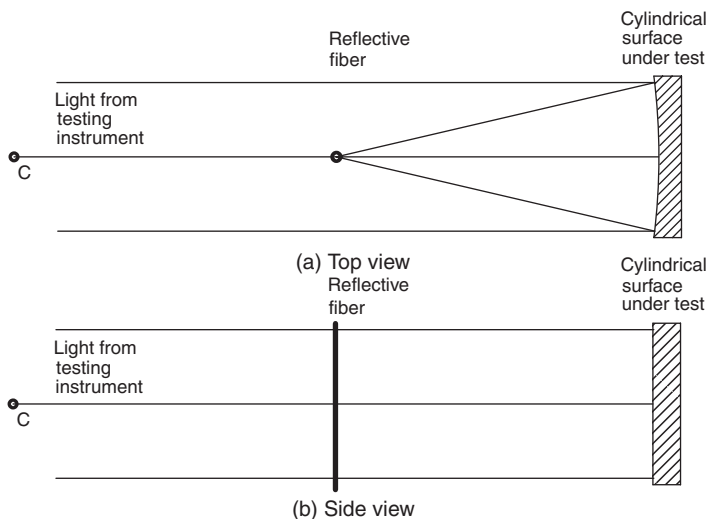 Cylindrical
surface
under test
Reflective
fiber
Light from
testing
instrument
C
(a) Top view
Reflective
fiber
Cylindrical
surface
under test
Light from
testing
instrument
C
(b) Side view